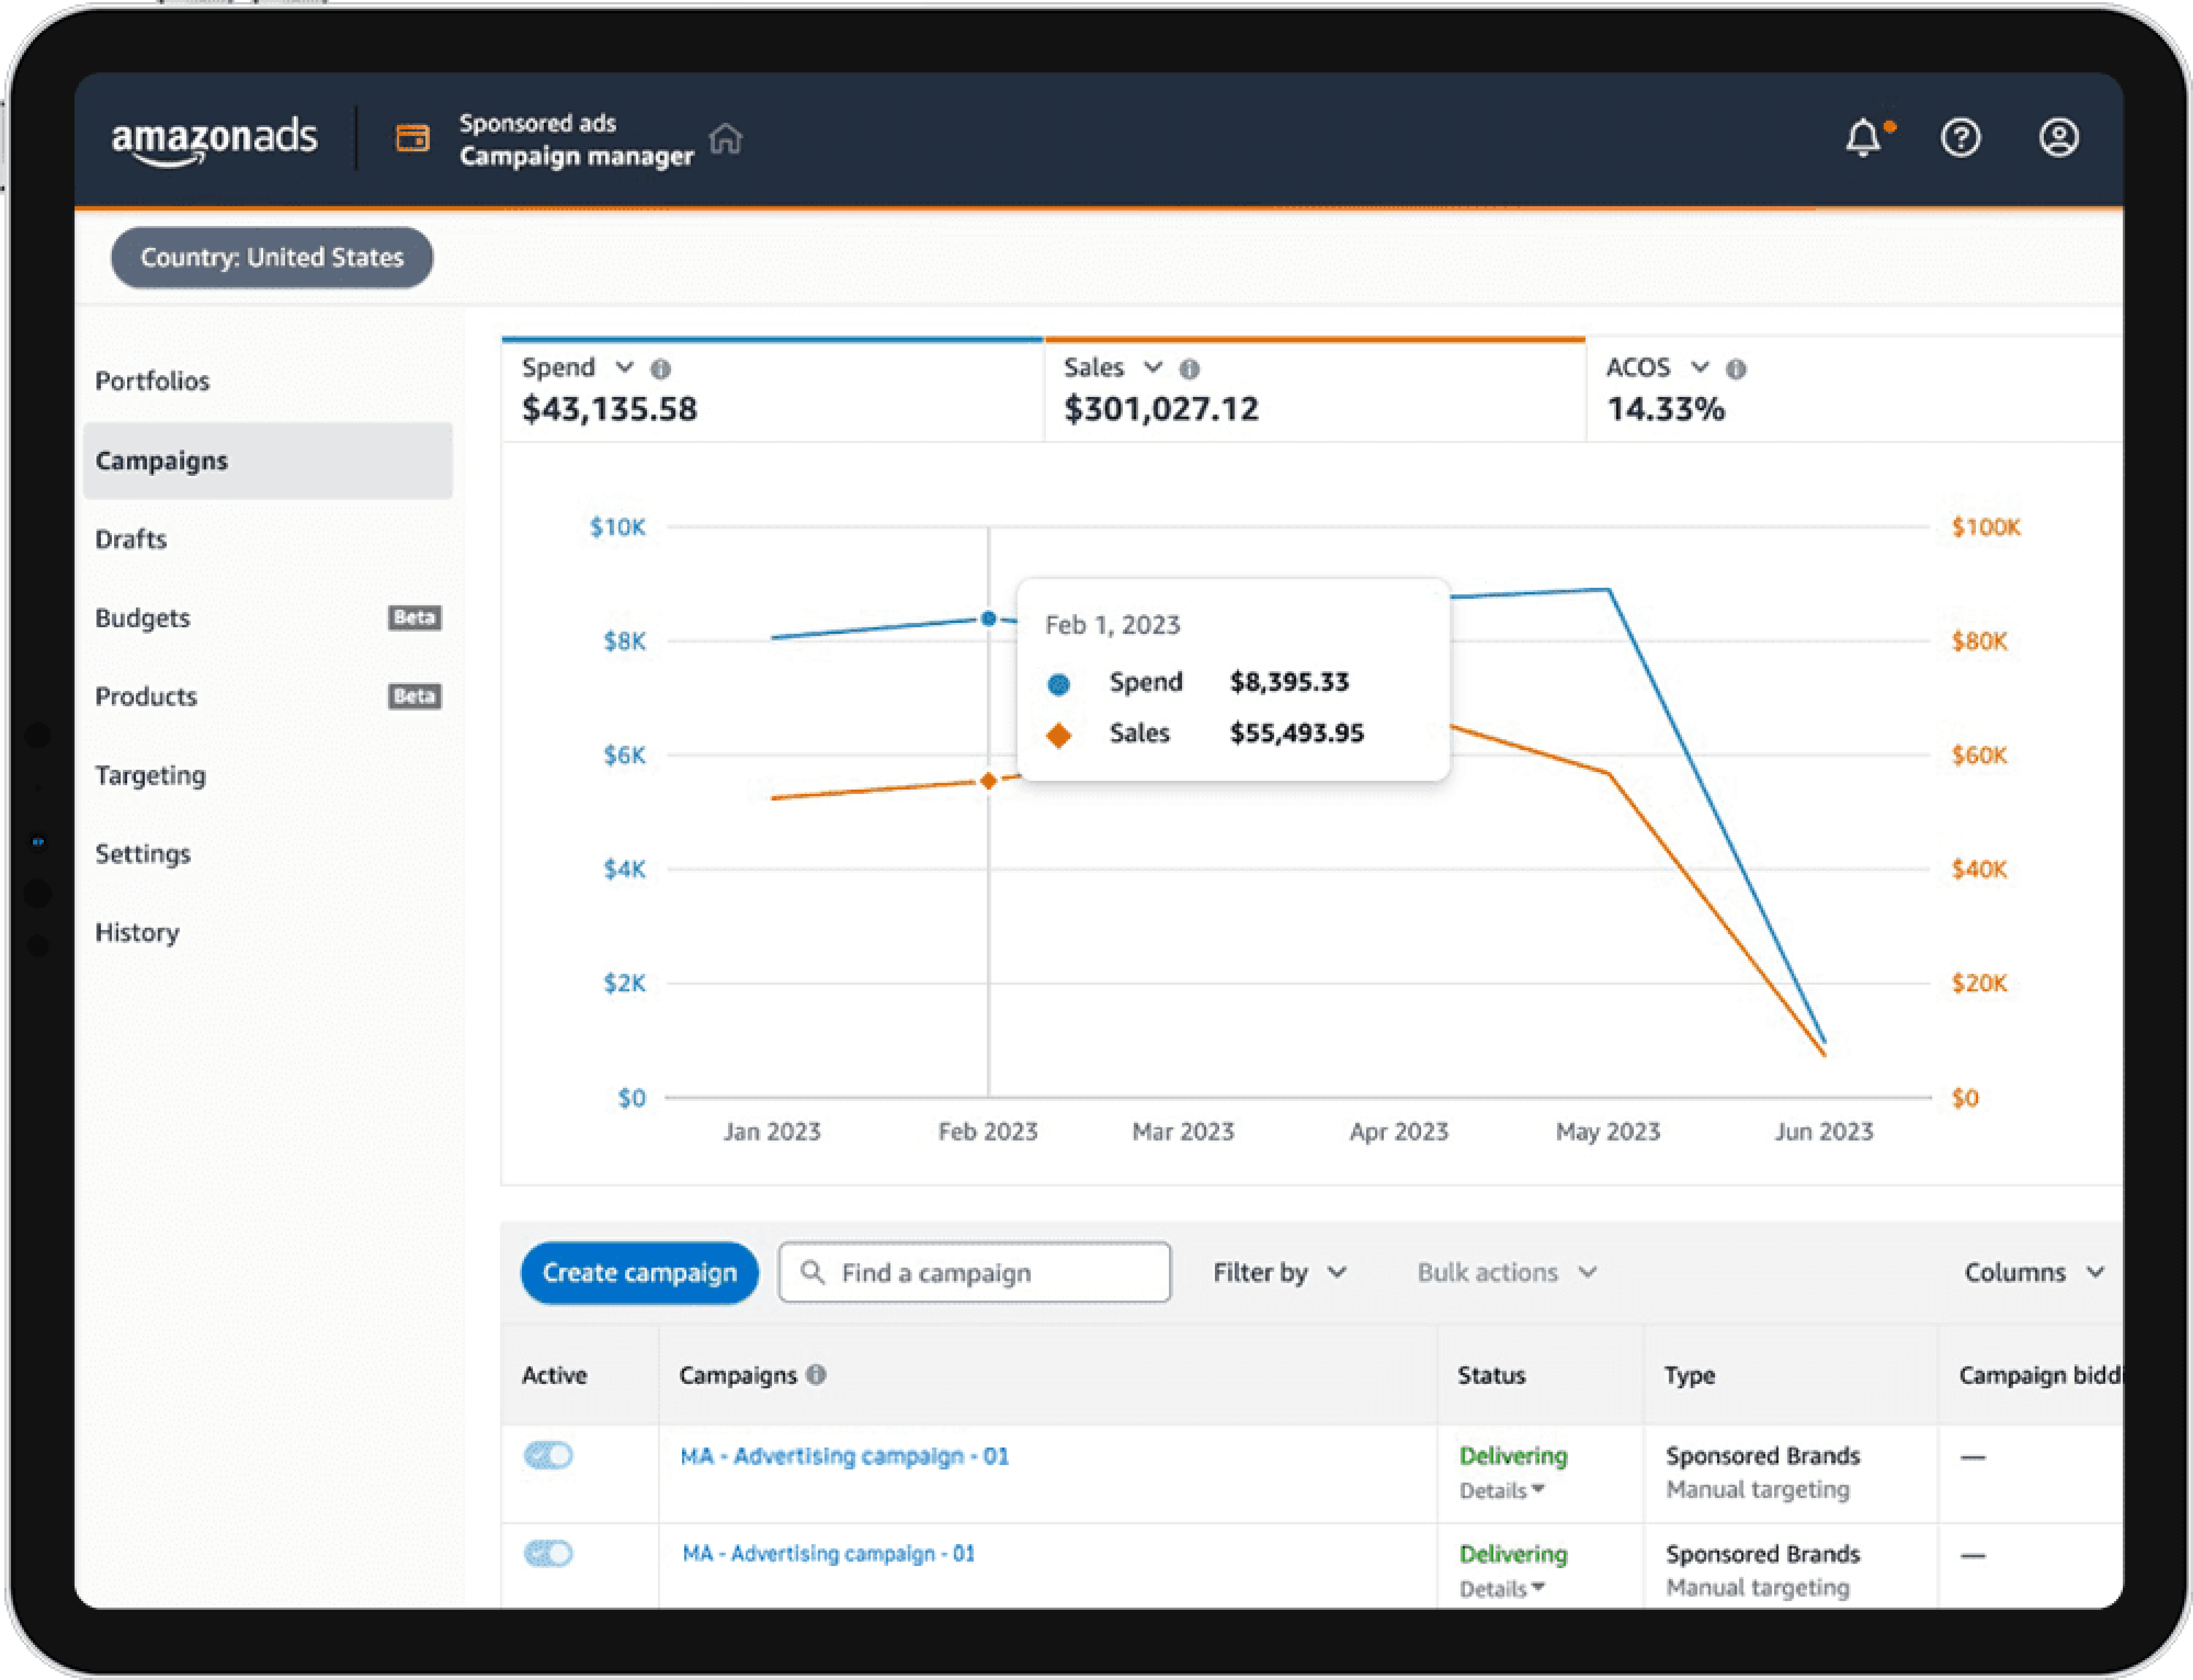 amazonads
Sponsored ads
Campaign manager
Country: United States
Portfolios
Campaigns
Drafts
Budgets Beta
Products Beta
Targeting
Settings
History
Spend
$43,135.58
Sales
$301,027.12
ACOS
14.33%
$10K
$8K
$6K
$4K
$2K
$0
$100K
$80K
$60K
$40K
$20K
$0
Feb 1, 2023
Spend $8,395.33
Sales $55,493.95
Jan 2023 Feb 2023 Mar 2023 Apr 2023 May 2023 Jun 2023
Create campaign Find a campaign Filter by Bulk actions Columns
Active Campaigns Status Type Campaign biddi
MA - Advertising campaign - 01 Delivering Sponsored Brands —
Details Manual targeting
MA - Advertising campaign - 01 Delivering Sponsored Brands —
Details Manual targeting